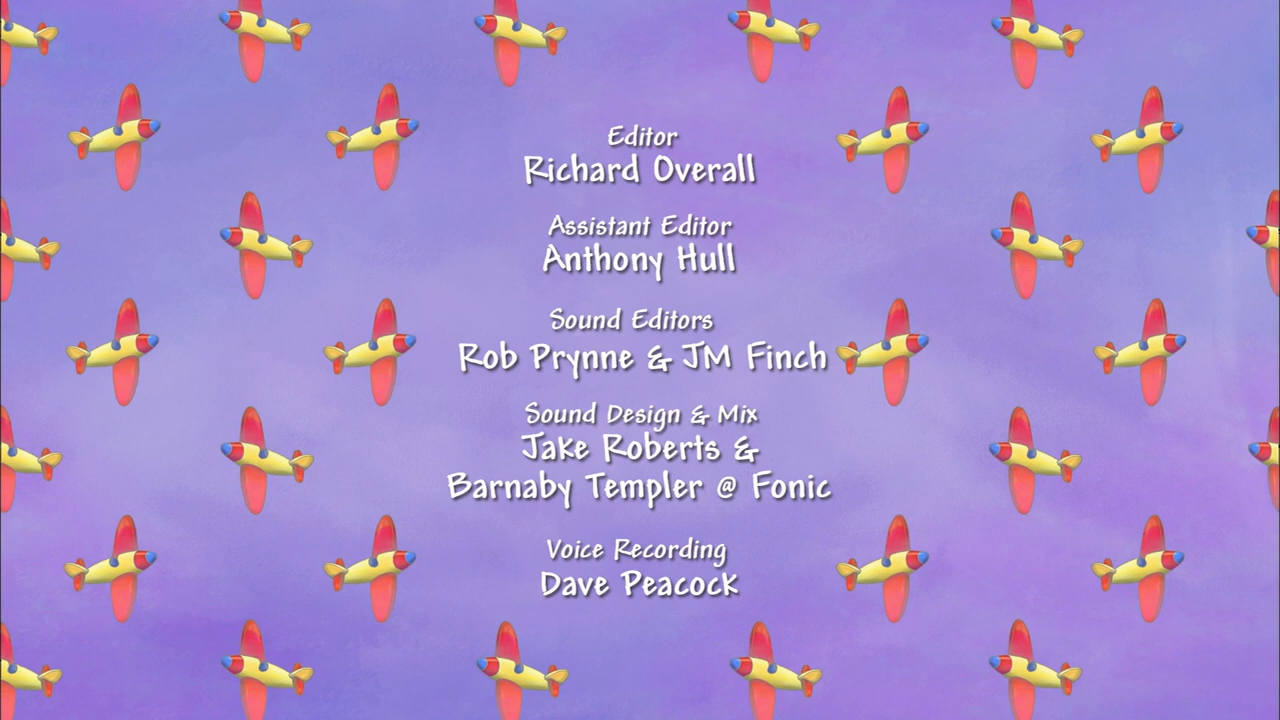 Editor
Richard Overall
Assistant Editor
Anthony Hull
Sound Editors
Rob Prynne & JM Finch
Sound Design & Mix
Jake Roberts &
Barnaby Templer @ Fonic
Voice Recording
Dave Peacock